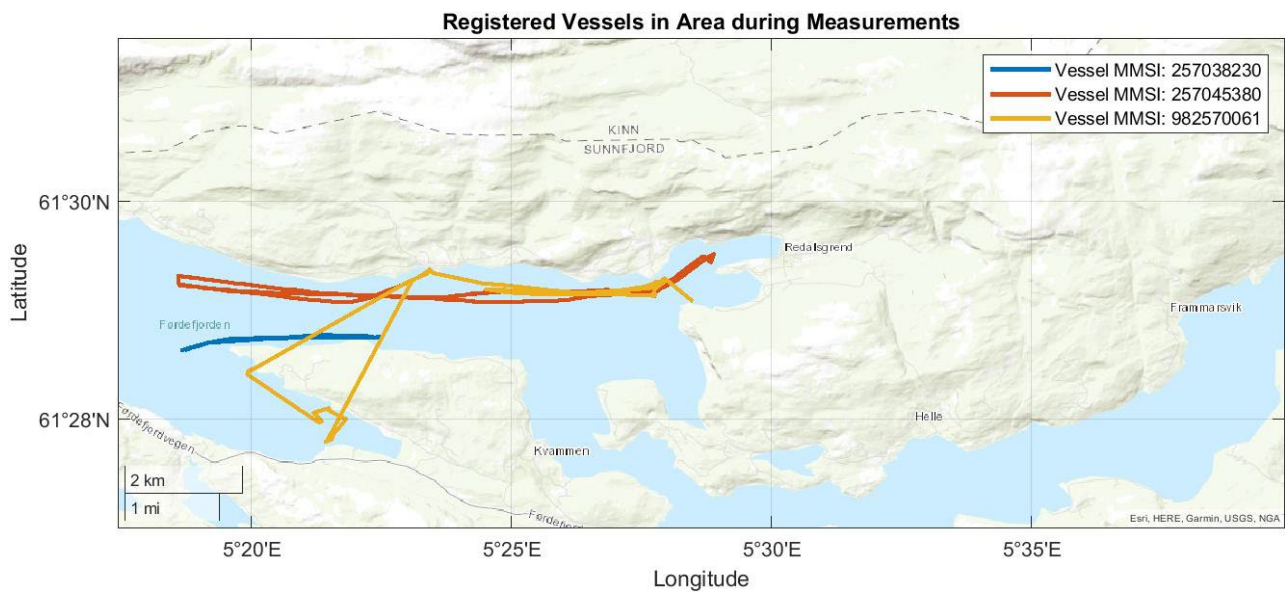 Registered Vessels in Area during Measurements
Vessel MMSI: 257038230
Vessel MMSI: 257045380
Vessel MMSI: 982570061
KINN
SUNNFJORD
61°30'N
Redalsgrend
Latitude
Frammarsvik
Førdefjorden
61°28'N
Helle
Førdefjordvegen
Kvammen
2 km
1 mi
Esri, HERE, Garmin, USGS, NGA
5°20'E
5°25'E
5°30'E
5°35'E
Longitude